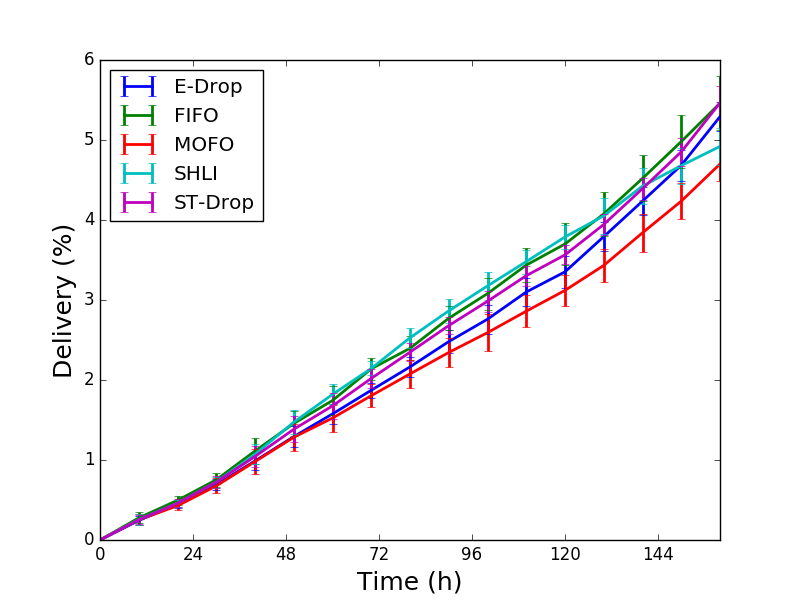 6
5
4
3
2
1
0
Delivery (%)
E-Drop
FIFO
MOFO
SHLI
ST-Drop
0 24 48 72 96 120 144
Time (h)